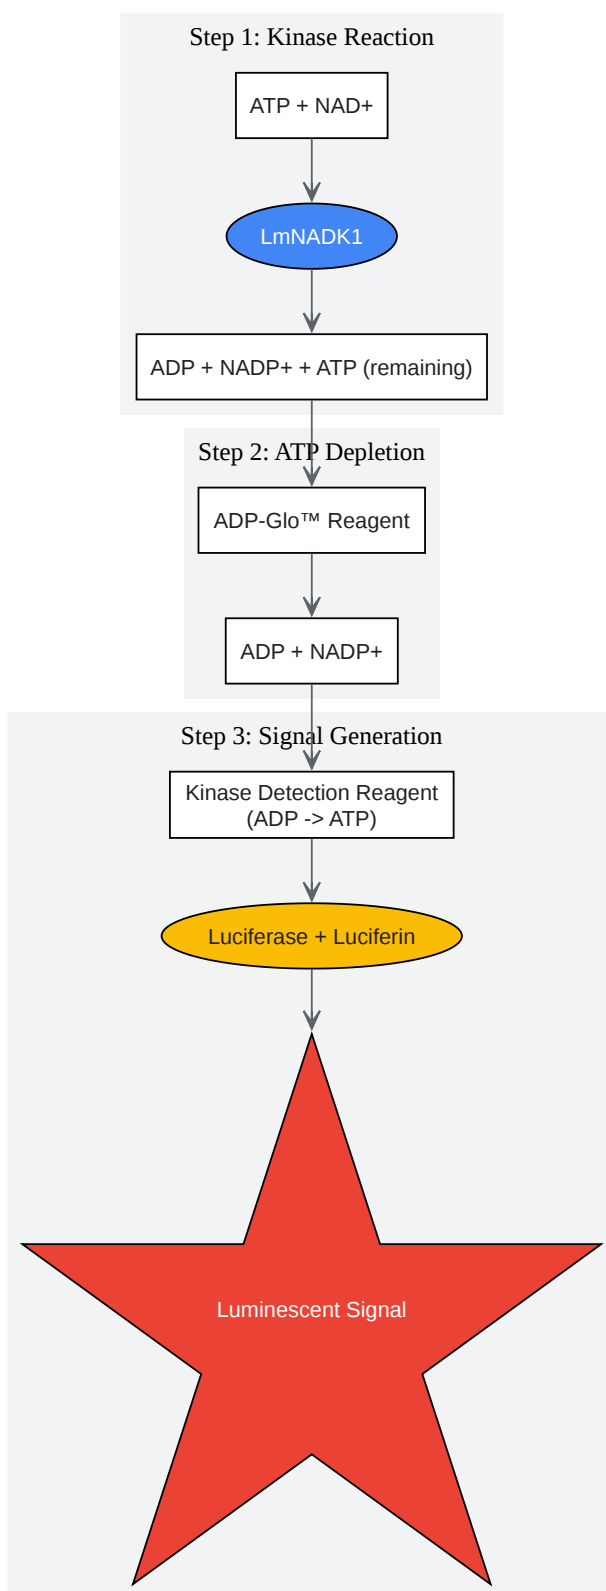 Step 1: Kinase Reaction
ATP + NAD+
LmNADK1
ADP + NADP+ + ATP (remaining)
Step 2: ATP Depletion
ADP-Glo™ Reagent
ADP + NADP+
Step 3: Signal Generation
Kinase Detection Reagent
(ADP -> ATP)
Luciferase + Luciferin
Luminescent Signal